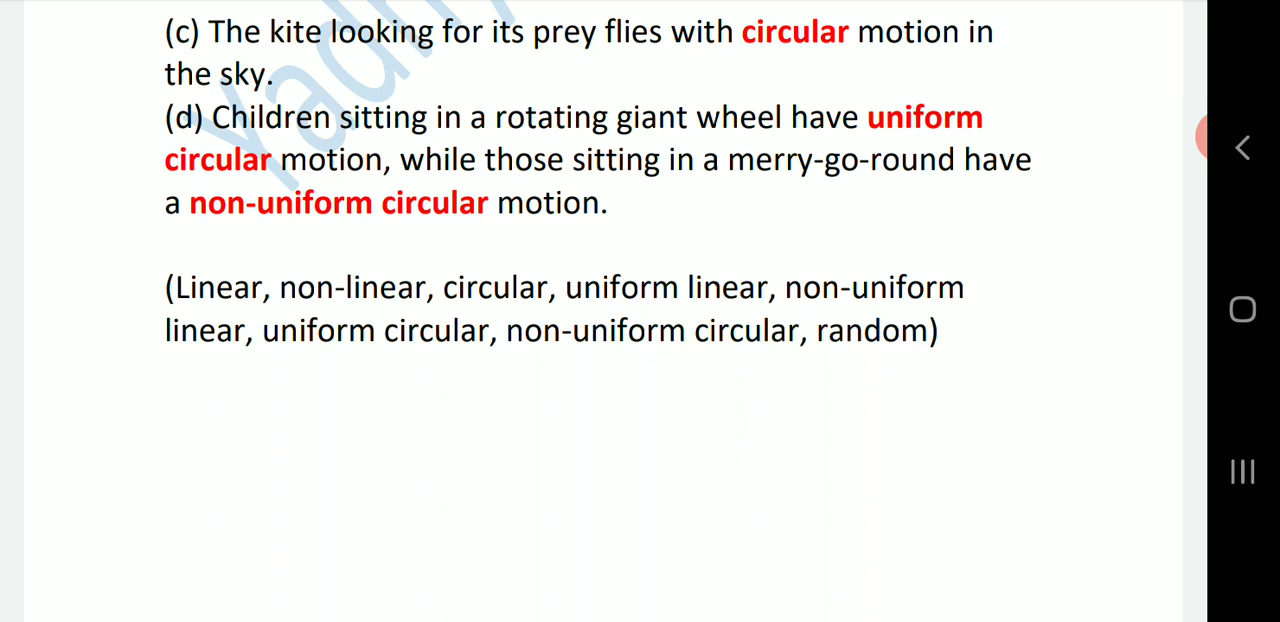 (c) The kite looking for its prey flies with circular motion in
the sky.
(d) Children sitting in a rotating giant wheel have uniform
circular motion, while those sitting in a merry-go-round have
a non-uniform circular motion.
(Linear, non-linear, circular, uniform linear, non-uniform
linear, uniform circular, non-uniform circular, random)